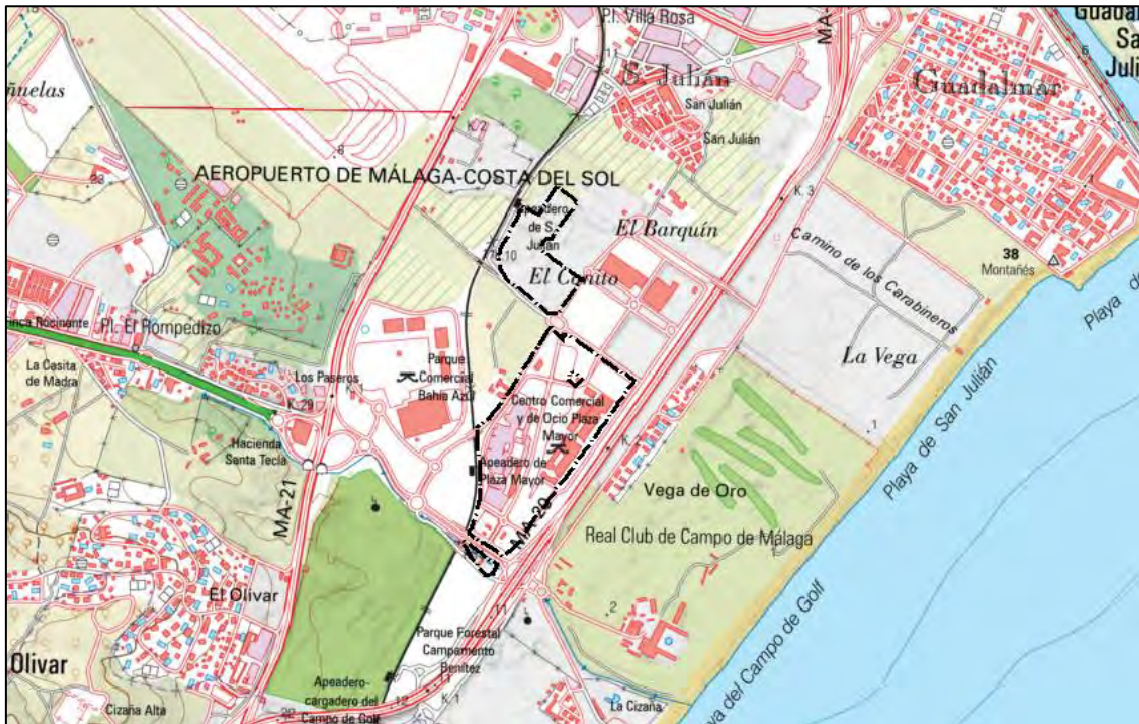 P.I. Villa Rosa
MA-
Guadal
Sa
Juli
S. Julián
Guadalmar
San Julián
San Julián
ñuelas
K. 2
AEROPUERTO DE MÁLAGA-COSTA DEL SOL
K. 3
Apeadero
de S.
Julián
El Barquín
El Conito
Camino de los Carabineros
38
Montañés
Playa de
P.I. El Rompedizo
La Casita
de Madra
Los Paseros
K. 29
Parque
Comercial
Bahía Azul
La Vega
Centro Comercial
y de Ocio Plaza
Mayor
K. 2
Playa de San Julián
Hacienda
Santa Tecla
Apeadero de
Plaza Mayor
Vega de Oro
MA-21
MA-20
Real Club de Campo de Málaga
El Olivar
2
Olivar
Parque Forestal
Campamento
Benítez
Apeadero-
cargadero del
Campo de Golf
K. 1
Cizaña Alta
La Cizaña
ya del Campo de Golf